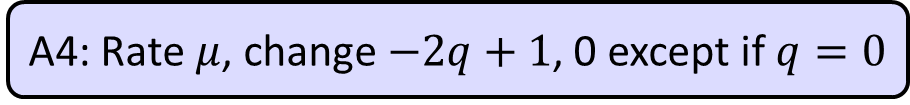 A4: Rate μ, change −2q + 1, 0 except if q = 0